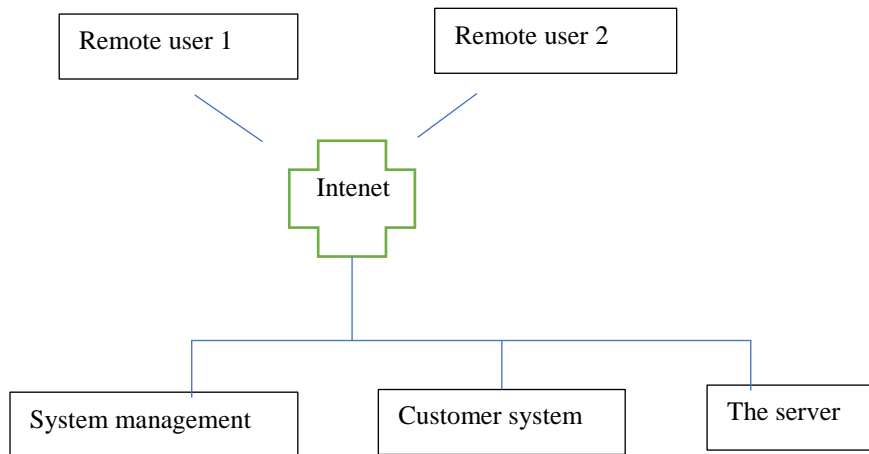 Remote user 1
Remote user 2
Intenet
System management
Customer system
The server